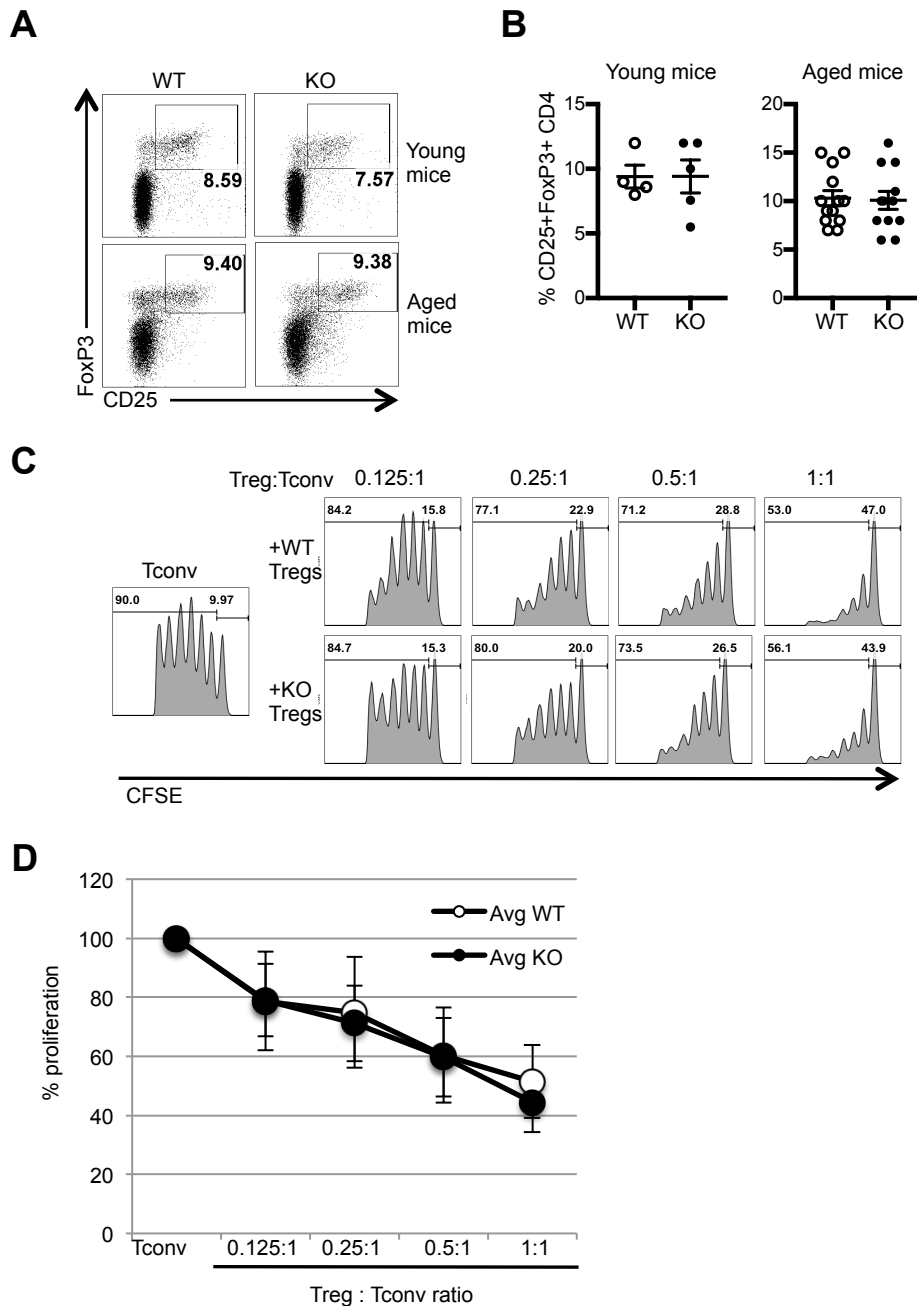 A
WT KO
8.59
7.57
Young
mice
9.40
9.38
Aged
mice
FoxP3
CD25
B
Young mice
Aged mice
% CD25+FoxP3+ CD4
15
10
5
0
WT KO
20
15
10
5
0
WT KO
C
Treg:Tconv 0.125:1 0.25:1 0.5:1 1:1
+WT
Tregs
84.2 15.8
77.1 22.9
71.2 28.8
53.0 47.0
Tconv
90.0 9.97
+KO
Tregs
84.7 15.3
80.0 20.0
73.5 26.5
56.1 43.9
CFSE
D
% proliferation
120
100
80
60
40
20
0
Avg WT
Avg KO
Tconv 0.125:1 0.25:1 0.5:1 1:1
Treg : Tconv ratio